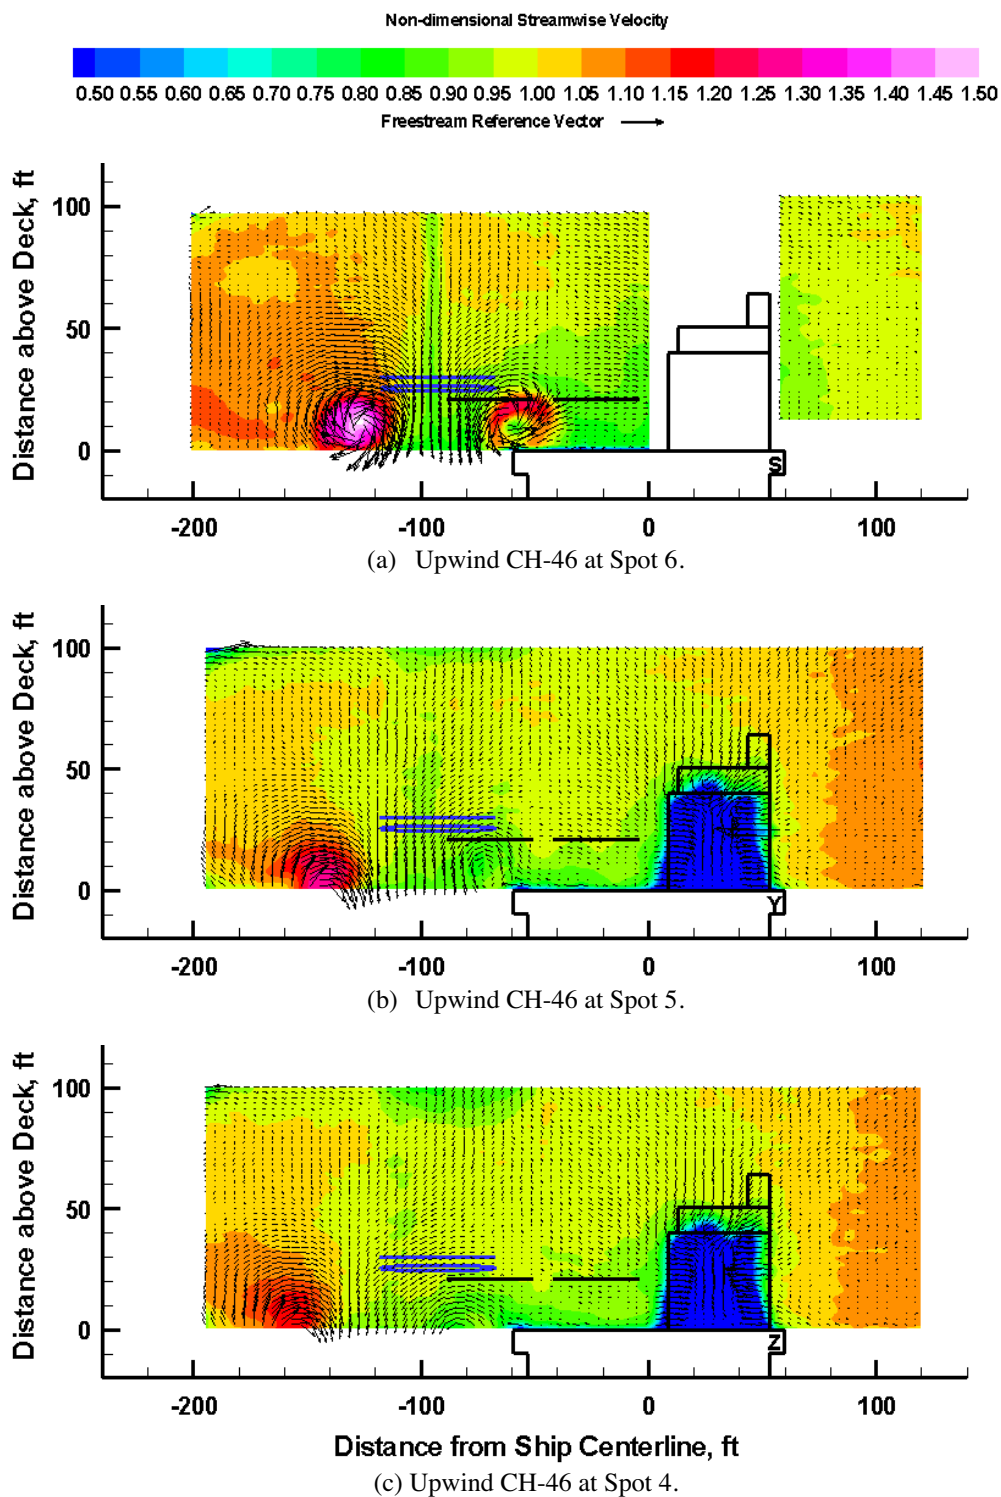 Non-dimensional Streamwise Velocity
0.50 0.55 0.60 0.65 0.70 0.75 0.80 0.85 0.90 0.95 1.00 1.05 1.10 1.15 1.20 1.25 1.30 1.35 1.40 1.45 1.50
Freestream Reference Vector
Distance above Deck, ft
100
50
0
S
-200 -100 0 100
(a) Upwind CH-46 at Spot 6.
Distance above Deck, ft
100
50
0
Y
-200 -100 0 100
(b) Upwind CH-46 at Spot 5.
Distance above Deck, ft
100
50
0
Z
-200 -100 0 100
Distance from Ship Centerline, ft
(c) Upwind CH-46 at Spot 4.